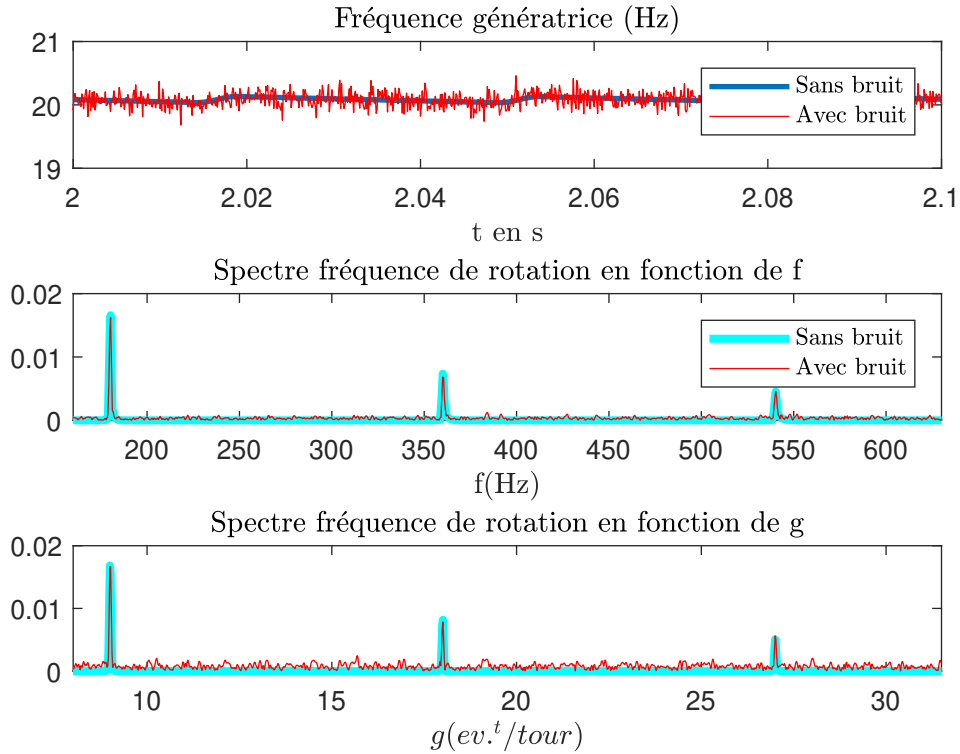 Fréquence génératrice (Hz)
21
20
19
Sans bruit
Avec bruit
2 2.02 2.04 2.06 2.08 2.1
t en s
Spectre fréquence de rotation en fonction de f
0.02
0.01
0
Sans bruit
Avec bruit
200 250 300 350 400 450 500 550 600
f(Hz)
Spectre fréquence de rotation en fonction de g
0.02
0.01
0
10 15 20 25 30
g(ev.^t/tour)